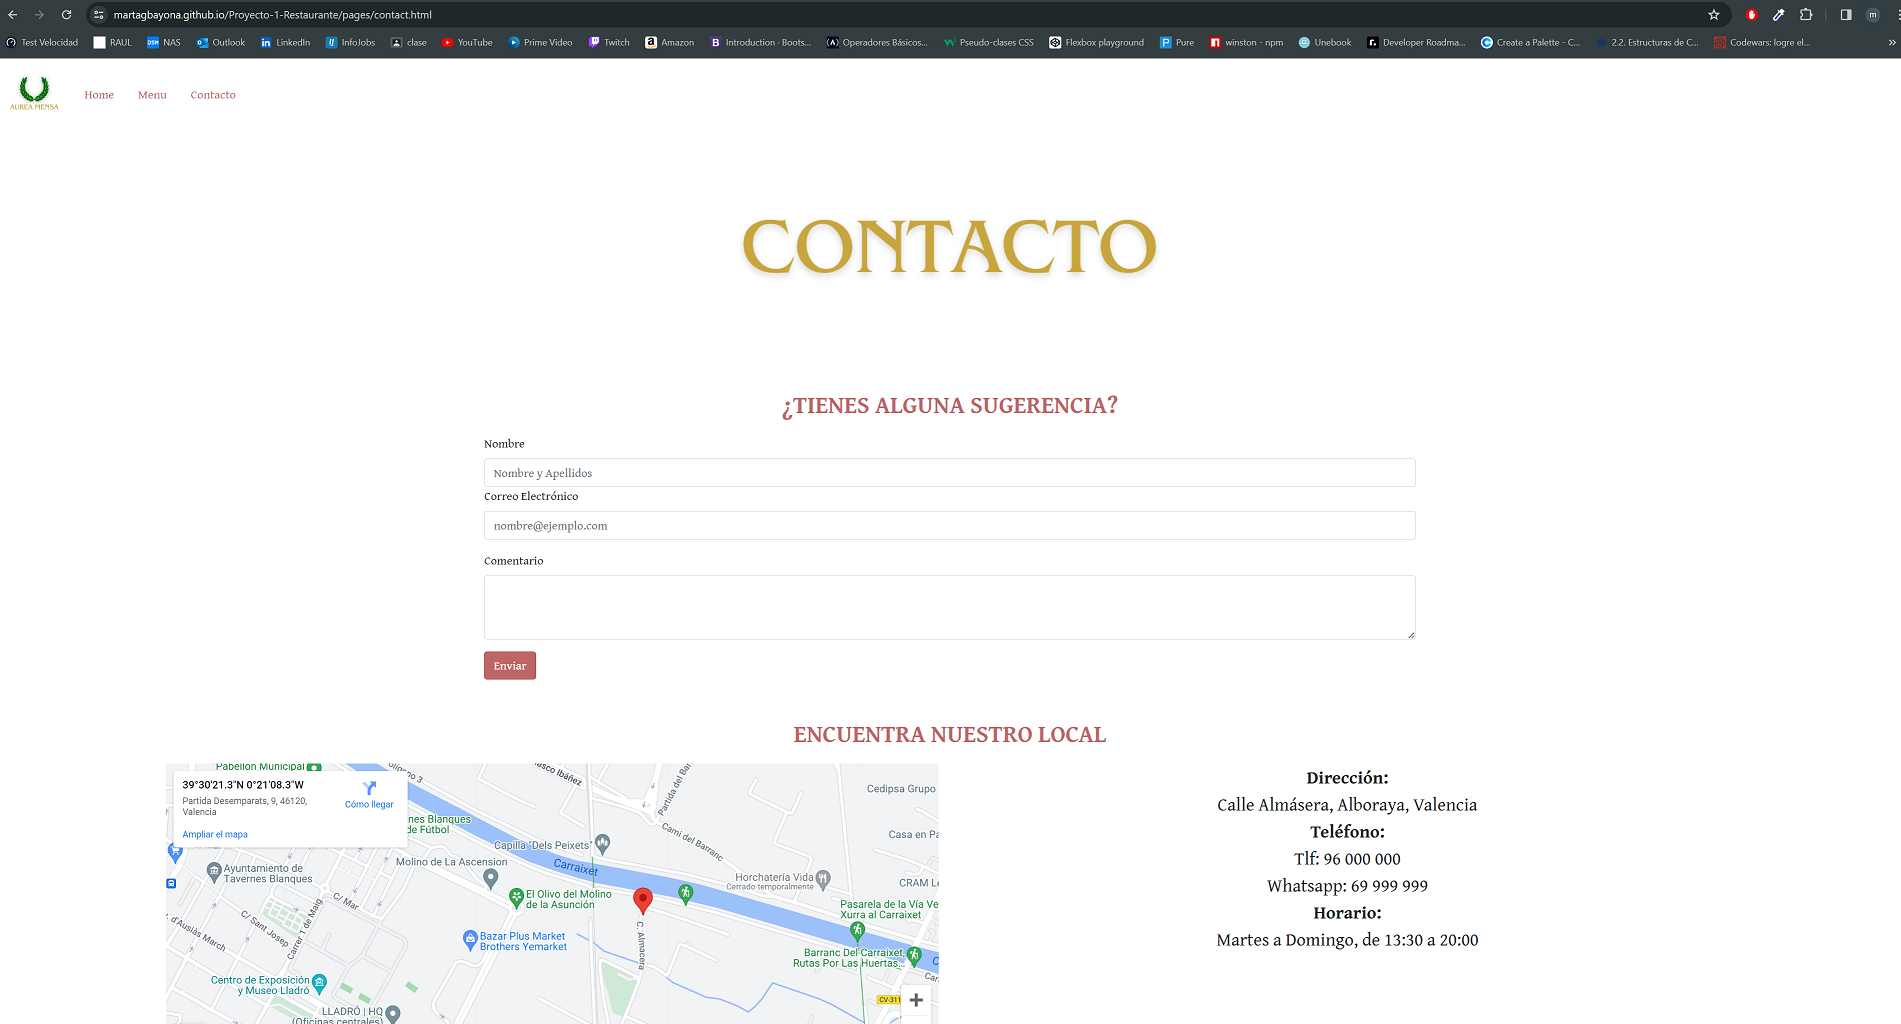 martagbayona.github.io/Proyecto-1-Restaurante/pages/contact.html
m
Test Velocidad
RAUL
NAS
Outlook
LinkedIn
InfoJobs
clase
YouTube
Prime Video
Twitch
Amazon
Introduction · Boots...
Operadores Básicos...
Pseudo-clases CSS
Flexbox playground
Pure
winston - npm
Unebook
Developer Roadma...
Create a Palette - C...
2.2. Estructuras de C...
Codewars: logre el...
»
AUREA MENSA
Home
Menu
Contacto
CONTACTO
¿TIENES ALGUNA SUGERENCIA?
Nombre
Nombre y Apellidos
Correo Electrónico
nombre@ejemplo.com
Comentario
Enviar
ENCUENTRA NUESTRO LOCAL
39°30'21.3"N 0°21'08.3"W
Partida Desemparats, 9, 46120,
Valencia
Cómo llegar
Ampliar el mapa
Pabellón Municipal
nes Blanques
de Fútbol
Ayuntamiento de
Tavernes Blanques
C/ Mar
C/ Sant Josep
Carrer 1 de Maig
d'Ausiàs March
Centro de Exposición
y Museo Lladró
LLADRÓ | HQ
(Oficinas centrales)
Molino de La Ascension
Capilla "Dels Peixets"
Carraixet
El Olivo del Molino
de la Asunción
Bazar Plus Market
Brothers Yemarket
C. Almacera
asco Ibáñez
Partida del Bar
Camí del Barranc
Horchatería Vida
Cerrado temporalmente
Cedipsa Grupo
Casa en Pa
CRAM Le
Pasarela de la Vía Ve
Xurra al Carraixet
Barranc Del Carraixet,
Rutas Por Las Huertas...
CV-311
Dirección:
Calle Almásera, Alboraya, Valencia
Teléfono:
Tlf: 96 000 000
Whatsapp: 69 999 999
Horario:
Martes a Domingo, de 13:30 a 20:00